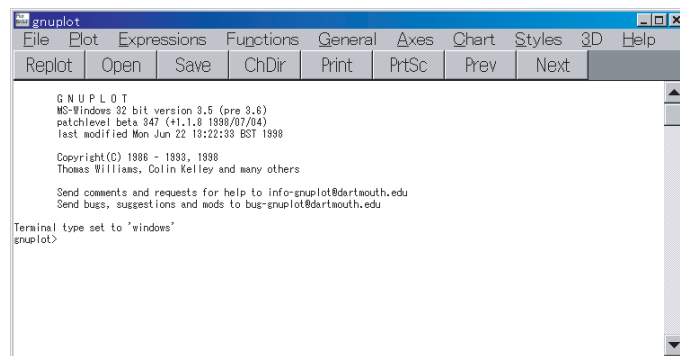 gnuplot
File Plot Expressions Functions General Axes Chart Styles 3D Help
Replot Open Save ChDir Print PrtSc Prev Next
G N U P L O T
MS-Windows 32 bit version 3.5 (pre 3.6)
patchlevel beta 347 (+1.1.8 1998/07/04)
last modified Mon Jun 22 13:22:33 BST 1998
Copyright(C) 1986 - 1993, 1998
Thomas Williams, Colin Kelley and many others
Send comments and requests for help to info-gnuplot@dartmouth.edu
Send bugs, suggestions and mods to bug-gnuplot@dartmouth.edu
Terminal type set to 'windows'
gnuplot>